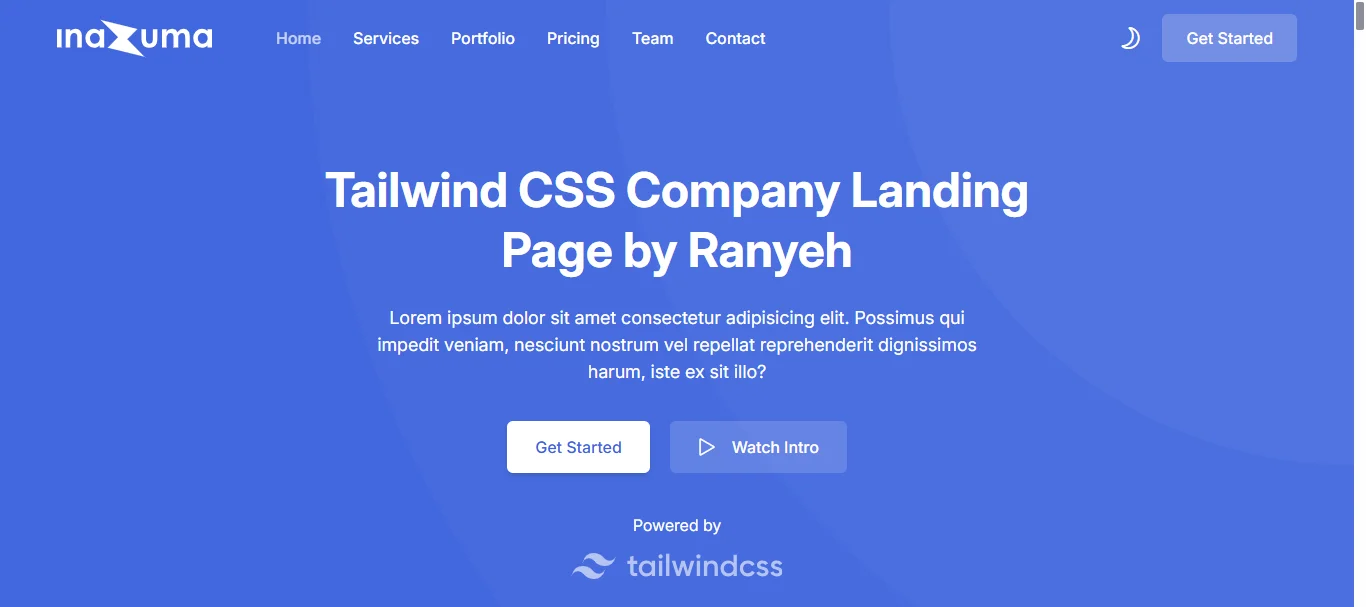 inazuma
Home Services Portfolio Pricing Team Contact Get Started
Tailwind CSS Company Landing
Page by Ranyeh
Lorem ipsum dolor sit amet consectetur adipisicing elit. Possimus qui
impedit veniam, nesciunt nostrum vel repellat reprehenderit dignissimos
harum, iste ex sit illo?
Get Started Watch Intro
Powered by
tailwindcss